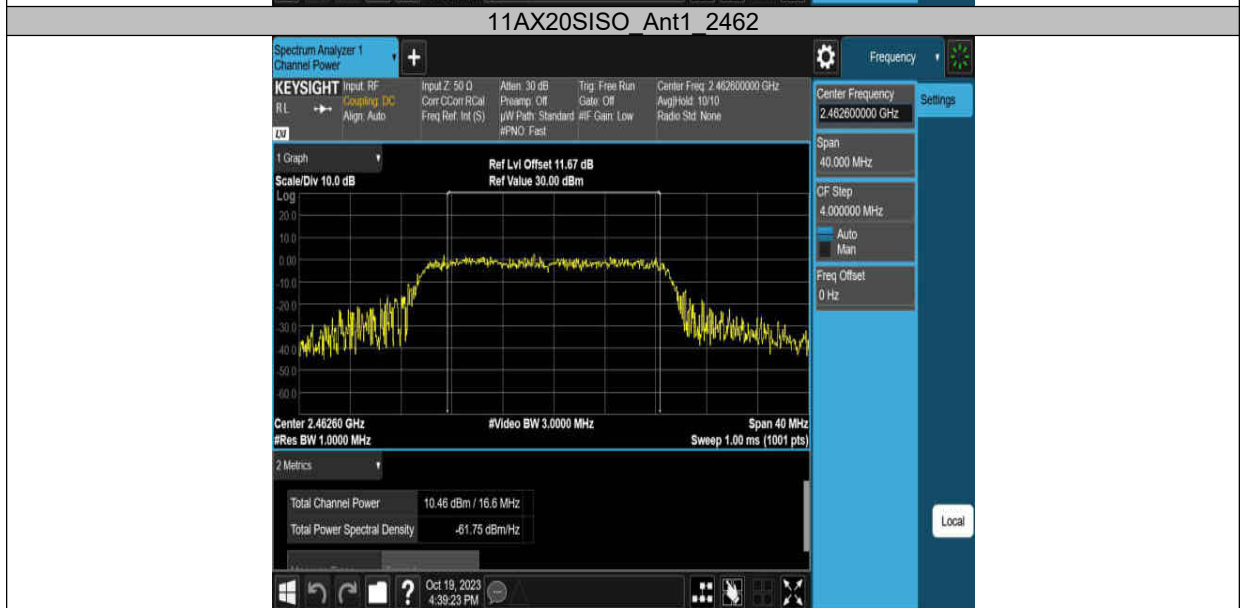 11AX20SISO_Ant1_2462
Spectrum Analyzer 1
Channel Power
+
Frequency
KEYSIGHT
RL
Input: RF
Coupling: DC
Align: Auto
Input Z: 50 Ω
Corr CCorr RCal
Freq Ref: Int (S)
Atten: 30 dB
Preamp: Off
µW Path: Standard
#PNO: Fast
Trig: Free Run
Gate: Off
#IF Gain: Low
Center Freq: 2.462600000 GHz
Avg|Hold: 10/10
Radio Std: None
Center Frequency
2.462600000 GHz
Settings
Span
40.000 MHz
CF Step
4.000000 MHz
Auto
Man
Freq Offset
0 Hz
1 Graph
Scale/Div 10.0 dB
Ref Lvl Offset 11.67 dB
Ref Value 30.00 dBm
Log
20.0
10.0
0.00
-10.0
-20.0
-30.0
-40.0
-50.0
-60.0
Center 2.46260 GHz
#Video BW 3.0000 MHz
Span 40 MHz
#Res BW 1.0000 MHz
Sweep 1.00 ms (1001 pts)
2 Metrics
Total Channel Power 10.46 dBm / 16.6 MHz
Total Power Spectral Density -61.75 dBm/Hz
Local
?
Oct 19, 2023
4:39:23 PM